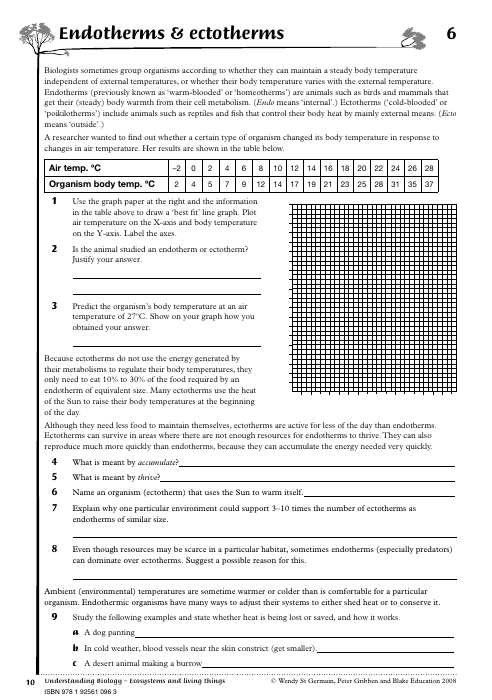 Endotherms & ectotherms
6
Biologists sometimes group organisms according to whether they can maintain a steady body temperature
independent of external temperatures, or whether their body temperature varies with the external temperature.
Endotherms (previously known as 'warm-blooded' or 'homeotherms') are animals such as birds and mammals that
get their (steady) body warmth from their cell metabolism. (Endo means 'internal'.) Ectotherms ('cold-blooded' or
'poikilotherms') include animals such as reptiles and fish that control their body heat by mainly external means. (Ecto
means 'outside'.)
A researcher wanted to find out whether a certain type of organism changed its body temperature in response to
changes in air temperature. Her results are shown in the table below.
Air temp. °C –2 0 2 4 6 8 10 12 14 16 18 20 22 24 26 28
Organism body temp. °C 2 4 5 7 9 12 14 17 19 21 23 25 28 31 35 37
1 Use the graph paper at the right and the information
in the table above to draw a 'best fit' line graph. Plot
air temperature on the X-axis and body temperature
on the Y-axis. Label the axes.
2 Is the animal studied an endotherm or ectotherm?
Justify your answer.
3 Predict the organism's body temperature at an air
temperature of 27°C. Show on your graph how you
obtained your answer.
Because ectotherms do not use the energy generated by
their metabolisms to regulate their body temperatures, they
only need to eat 10% to 30% of the food required by an
endotherm of equivalent size. Many ectotherms use the heat
of the Sun to raise their body temperatures at the beginning
of the day.
Although they need less food to maintain themselves, ectotherms are active for less of the day than endotherms.
Ectotherms can survive in areas where there are not enough resources for endotherms to thrive. They can also
reproduce much more quickly than endotherms, because they can accumulate the energy needed very quickly.
4 What is meant by accumulate?
5 What is meant by thrive?
6 Name an organism (ectotherm) that uses the Sun to warm itself.
7 Explain why one particular environment could support 3–10 times the number of ectotherms as
endotherms of similar size.
8 Even though resources may be scarce in a particular habitat, sometimes endotherms (especially predators)
can dominate over ectotherms. Suggest a possible reason for this.
Ambient (environmental) temperatures are sometime warmer or colder than is comfortable for a particular
organism. Endothermic organisms have many ways to adjust their systems to either shed heat or to conserve it.
9 Study the following examples and state whether heat is being lost or saved, and how it works.
a A dog panting
b In cold weather, blood vessels near the skin constrict (get smaller).
c A desert animal making a burrow
10 Understanding Biology – Ecosystems and living things
© Wendy St Germain, Peter Gribben and Blake Education 2008
ISBN 978 1 92561 096 3